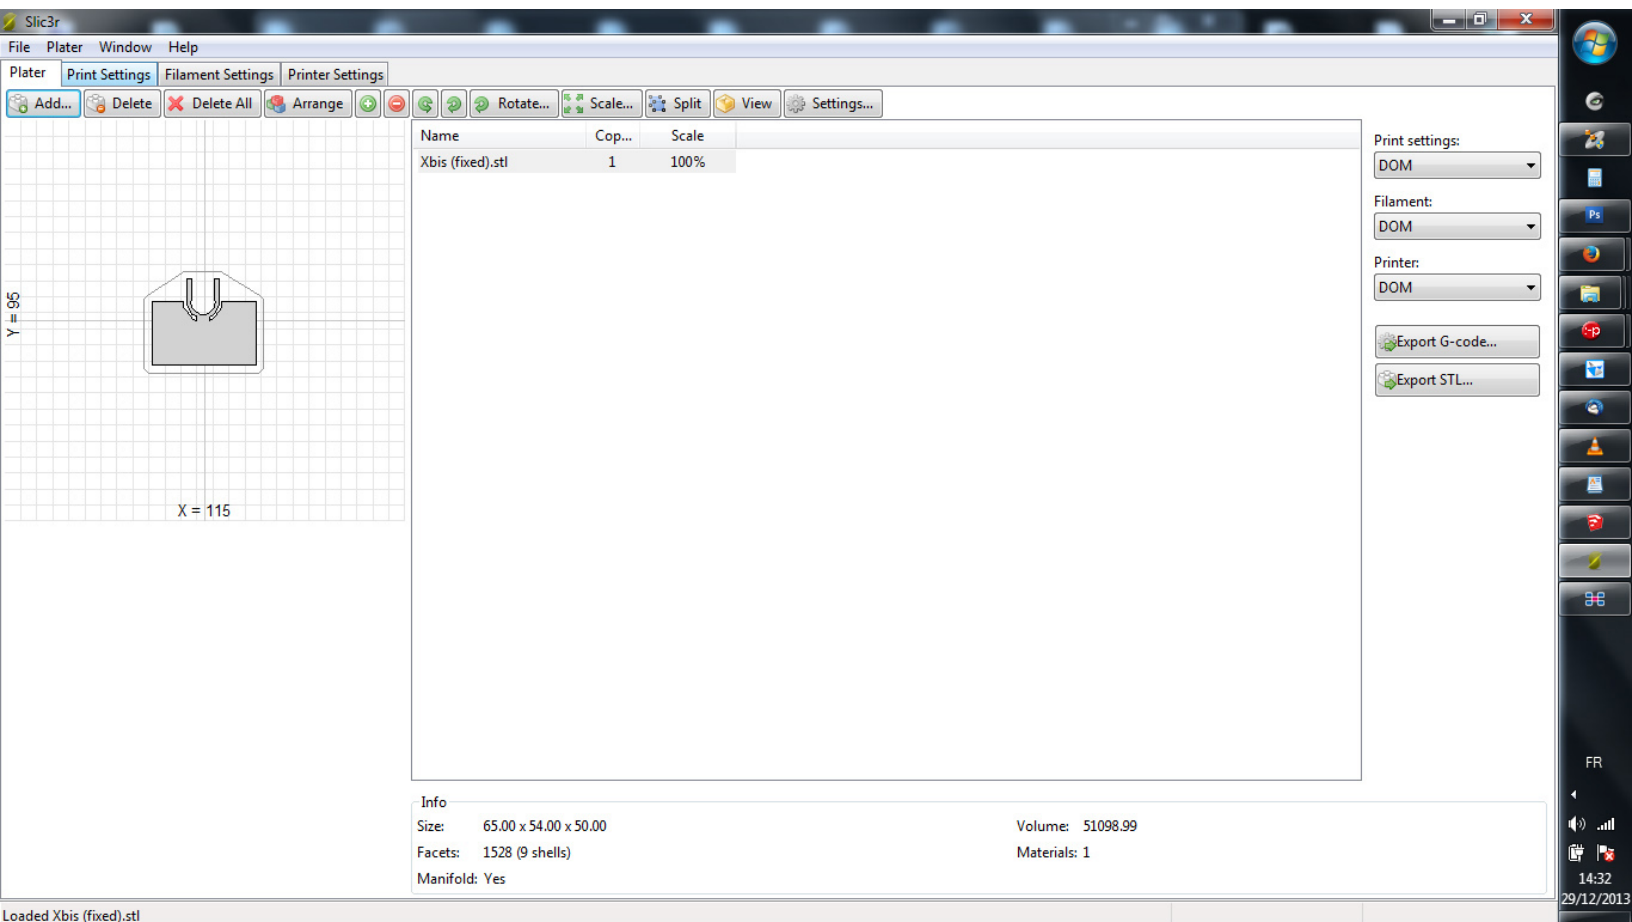 Slic3r
File Plater Window Help
Plater Print Settings Filament Settings Printer Settings
Add... Delete Delete All Arrange Rotate... Scale... Split View Settings...
Name Cop... Scale
Xbis (fixed).stl 1 100%
Y = 95
X = 115
Print settings:
DOM
Filament:
DOM
Printer:
DOM
Export G-code...
Export STL...
Info
Size: 65.00 x 54.00 x 50.00 Volume: 51098.99
Facets: 1528 (9 shells) Materials: 1
Manifold: Yes
Loaded Xbis (fixed).stl
Ps
FR
14:32
29/12/2013